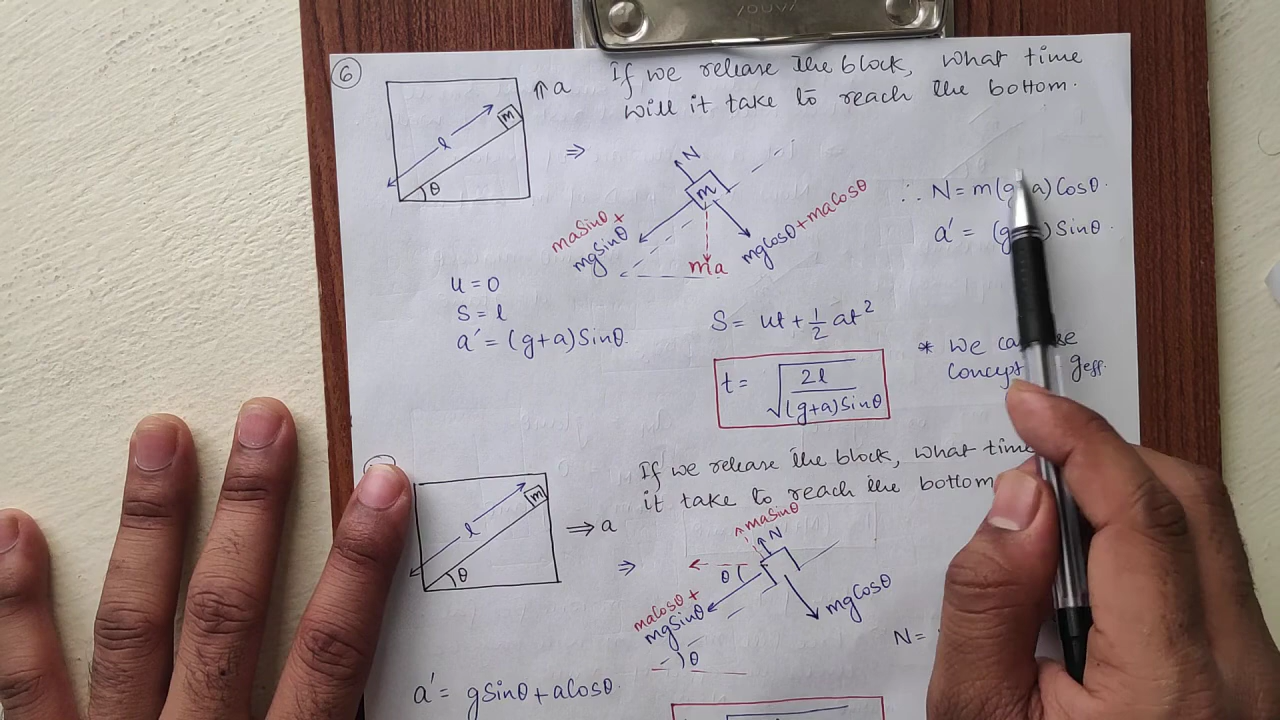 YOUVA
6
⇑ a
If we release the block, what time
will it take to reach the bottom.
m
l
θ
⇒
N
m
masinθ +
mgsinθ
mgcosθ + macosθ
ma
∴ N = m(g a) Cosθ.
a' = (g ) Sinθ.
u = 0
S = l
a' = (g+a) Sinθ.
S = ut + 1/2 at²
t = √(2l/(g+a)Sinθ)
* We
concept geff.
If we release the block, what time
it take to reach the bottom
m
l
θ
⇒ a
⇒
masinθ
N
θ
macosθ +
mgsinθ
mgcosθ
θ
N =
a' = gsinθ + acosθ.